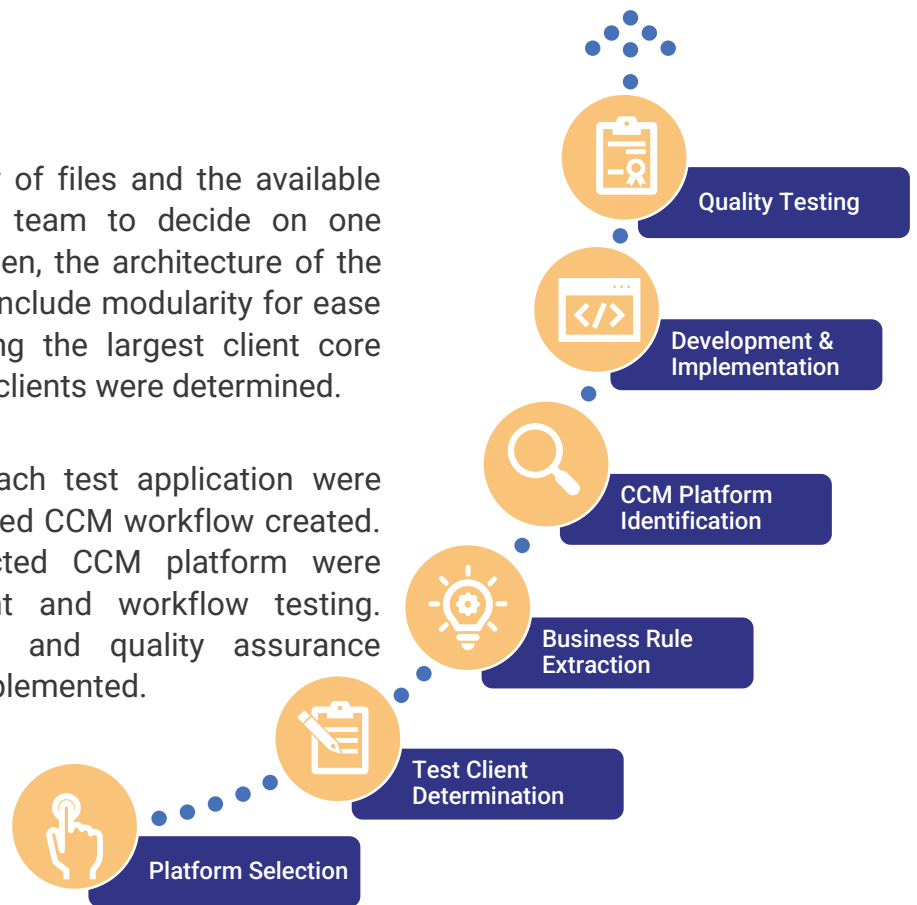 of files and the available
team to decide on one
en, the architecture of the
nclude modularity for ease
ng the largest client core
clients were determined.
ach test application were
ed CCM workflow created.
cted CCM platform were
nt and workflow testing.
and quality assurance
plemented.
Quality Testing
</>
Development &
Implementation
CCM Platform
Identification
Business Rule
Extraction
Test Client
Determination
Platform Selection